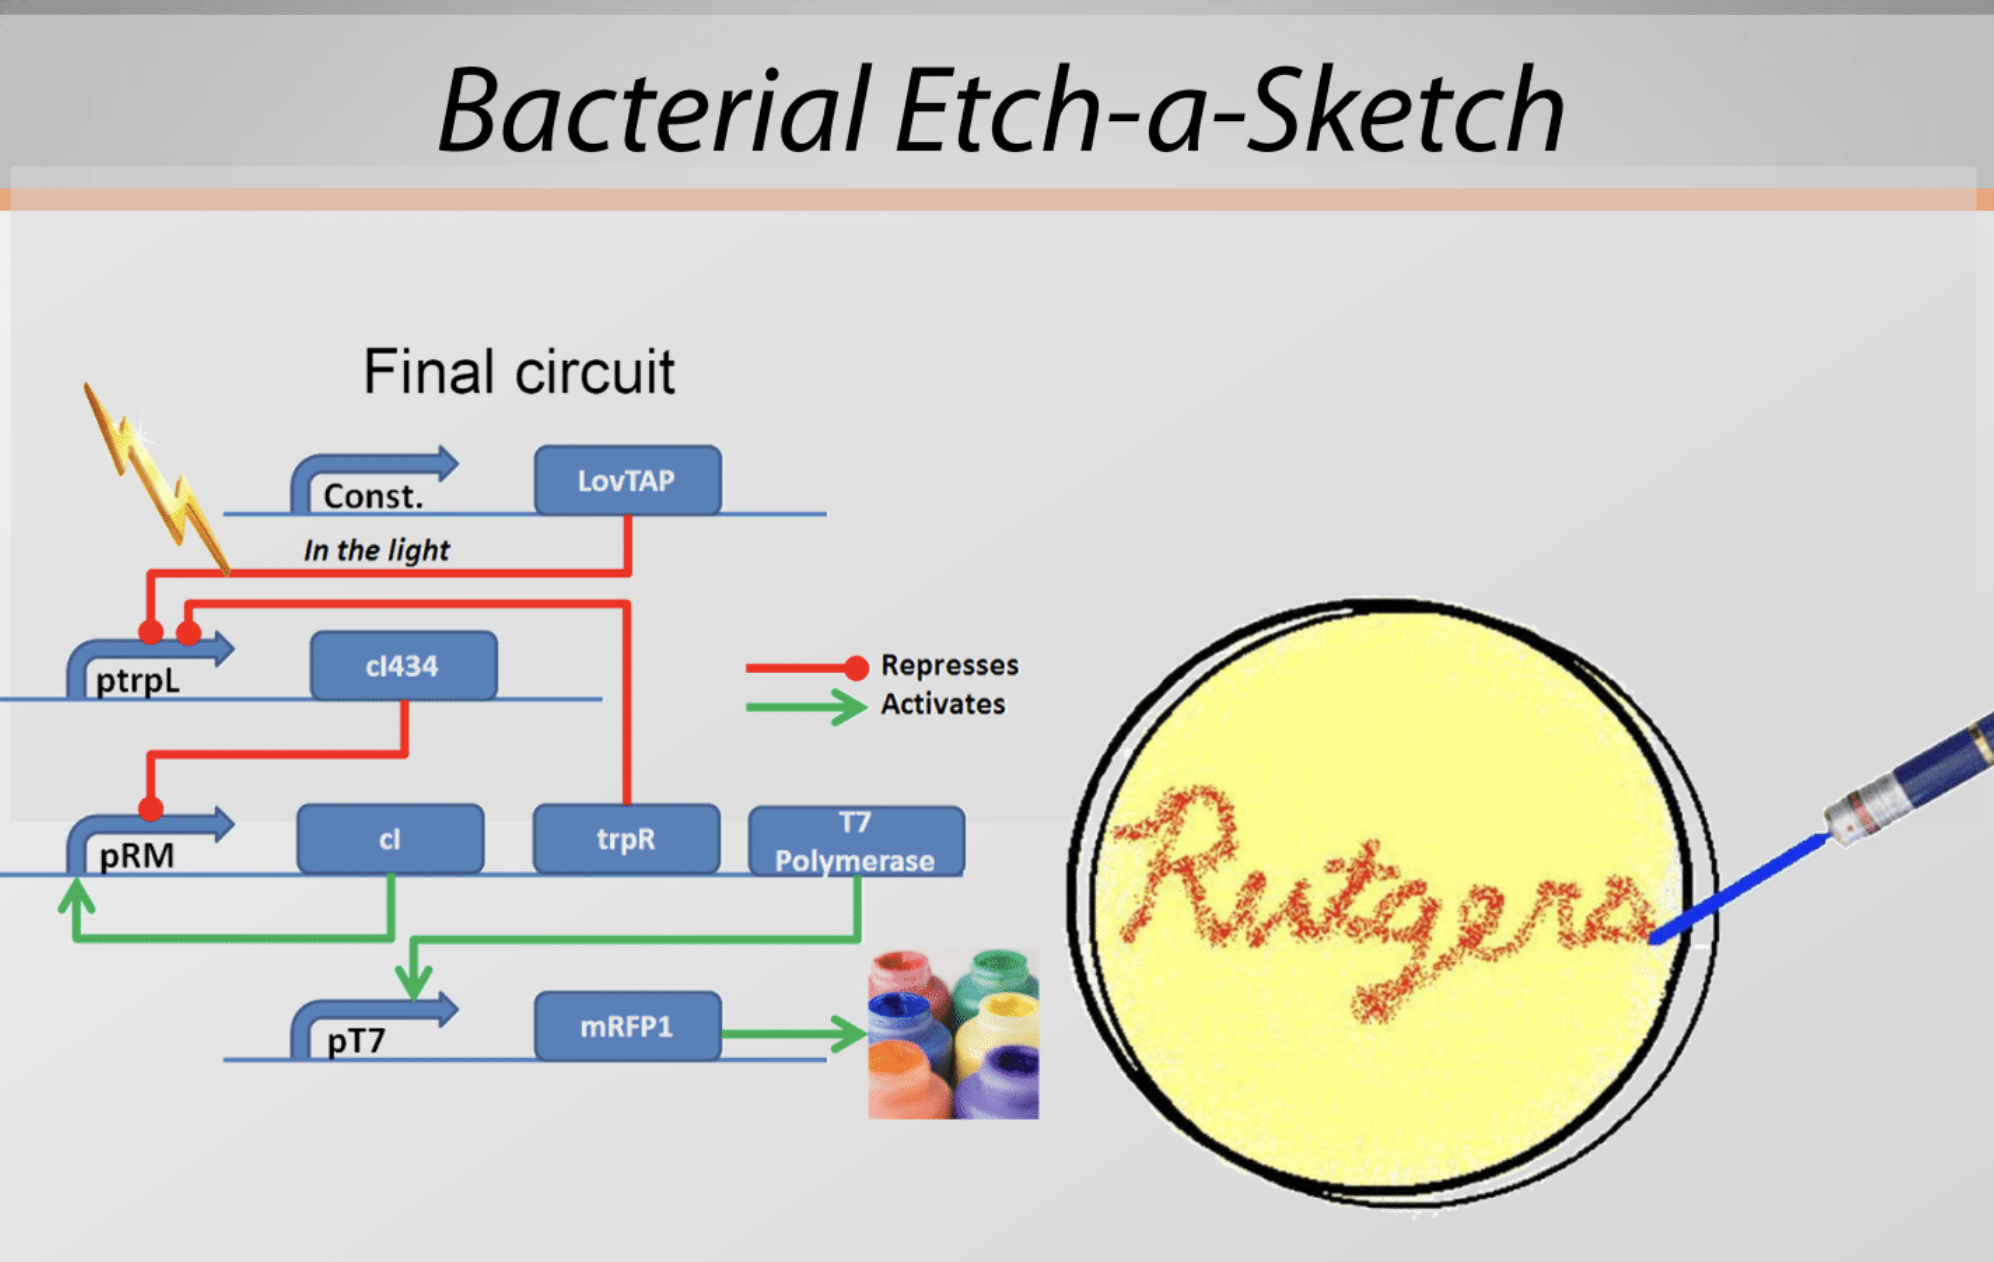 Bacterial Etch-a-Sketch
Final circuit
Const.
LovTAP
In the light
ptrpL
cI434
Represses
Activates
pRM
cI
trpR
T7
Polymerase
pT7
mRFP1
Rutgers